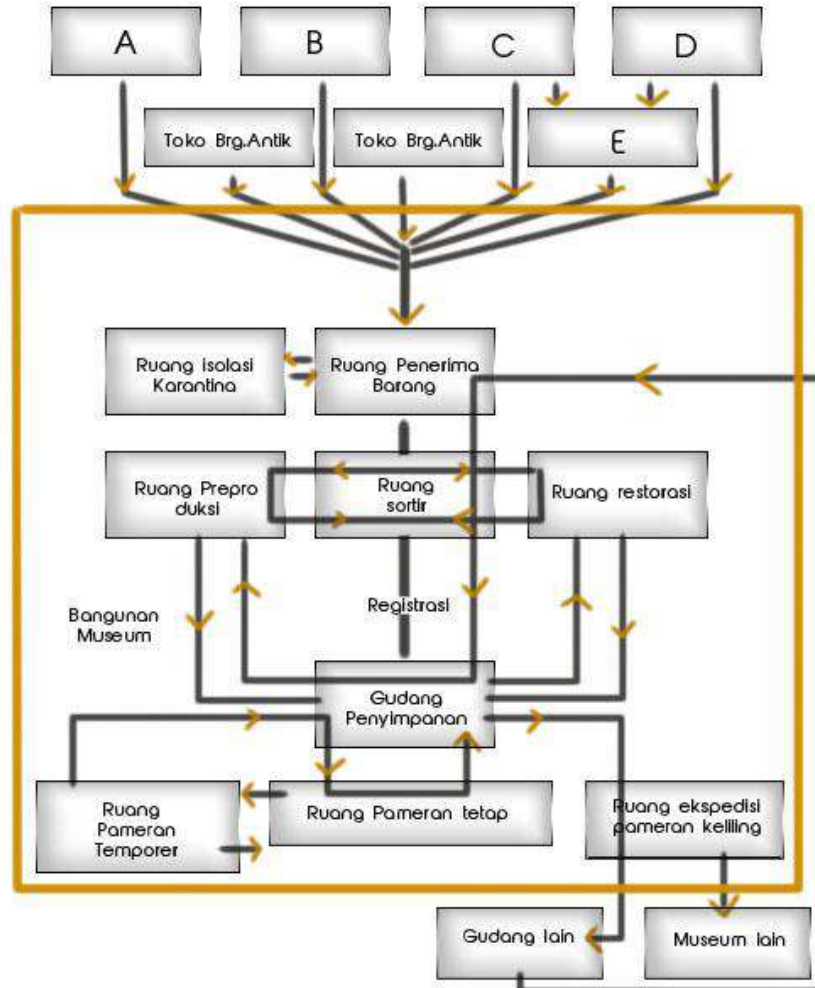 A
B
C
D
Toko Brg.Antik
Toko Brg.Antik
E
Ruang isolasi
Karantina
Ruang Penerima
Barang
Ruang Prepro
duksi
Ruang
sortir
Ruang restorasi
Bangunan
Museum
Registrasi
Gudang
Penyimpanan
Ruang
Pameran
Temporer
Ruang Pameran tetap
Ruang ekspedisi
pameran keliling
Gudang lain
Museum lain